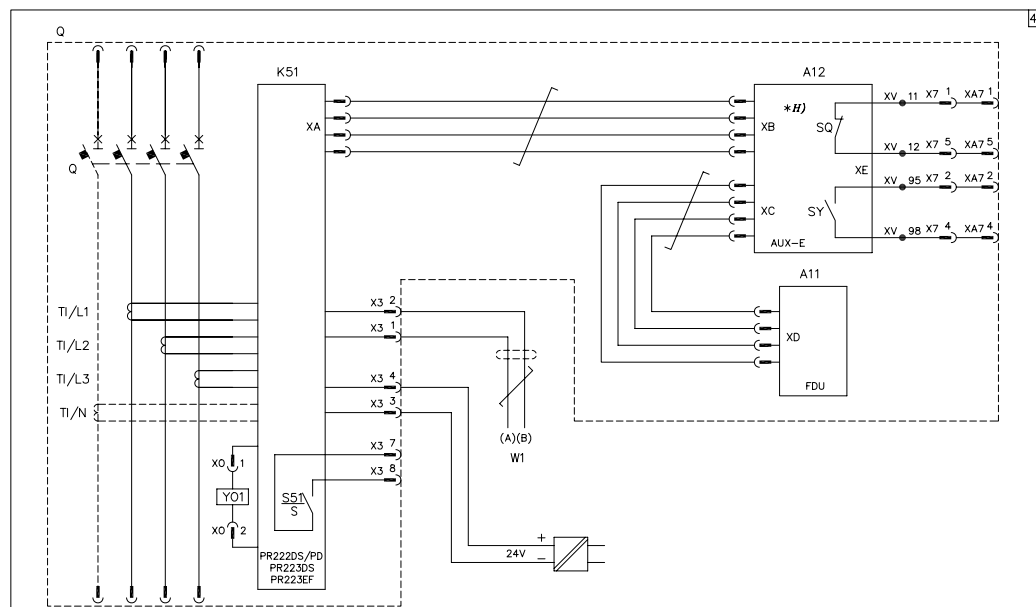 4
Q
K51
A12
XA
XB
*H)
SQ
XV 11 X7 1 XA7 1
XV 12 X7 5 XA7 5
XE
XV 95 X7 2 XA7 2
Q
XC
SY
XV 98 X7 4 XA7 4
AUX-E
A11
TI/L1
X3 2
X3 1
XD
TI/L2
TI/L3
X3 4
FDU
TI/N
X3 3
(A)(B)
W1
X3 7
X0 1
X3 8
Y01
S51
S
X0 2
PR222DS/PD
PR223DS
PR223EF
24V
+
−